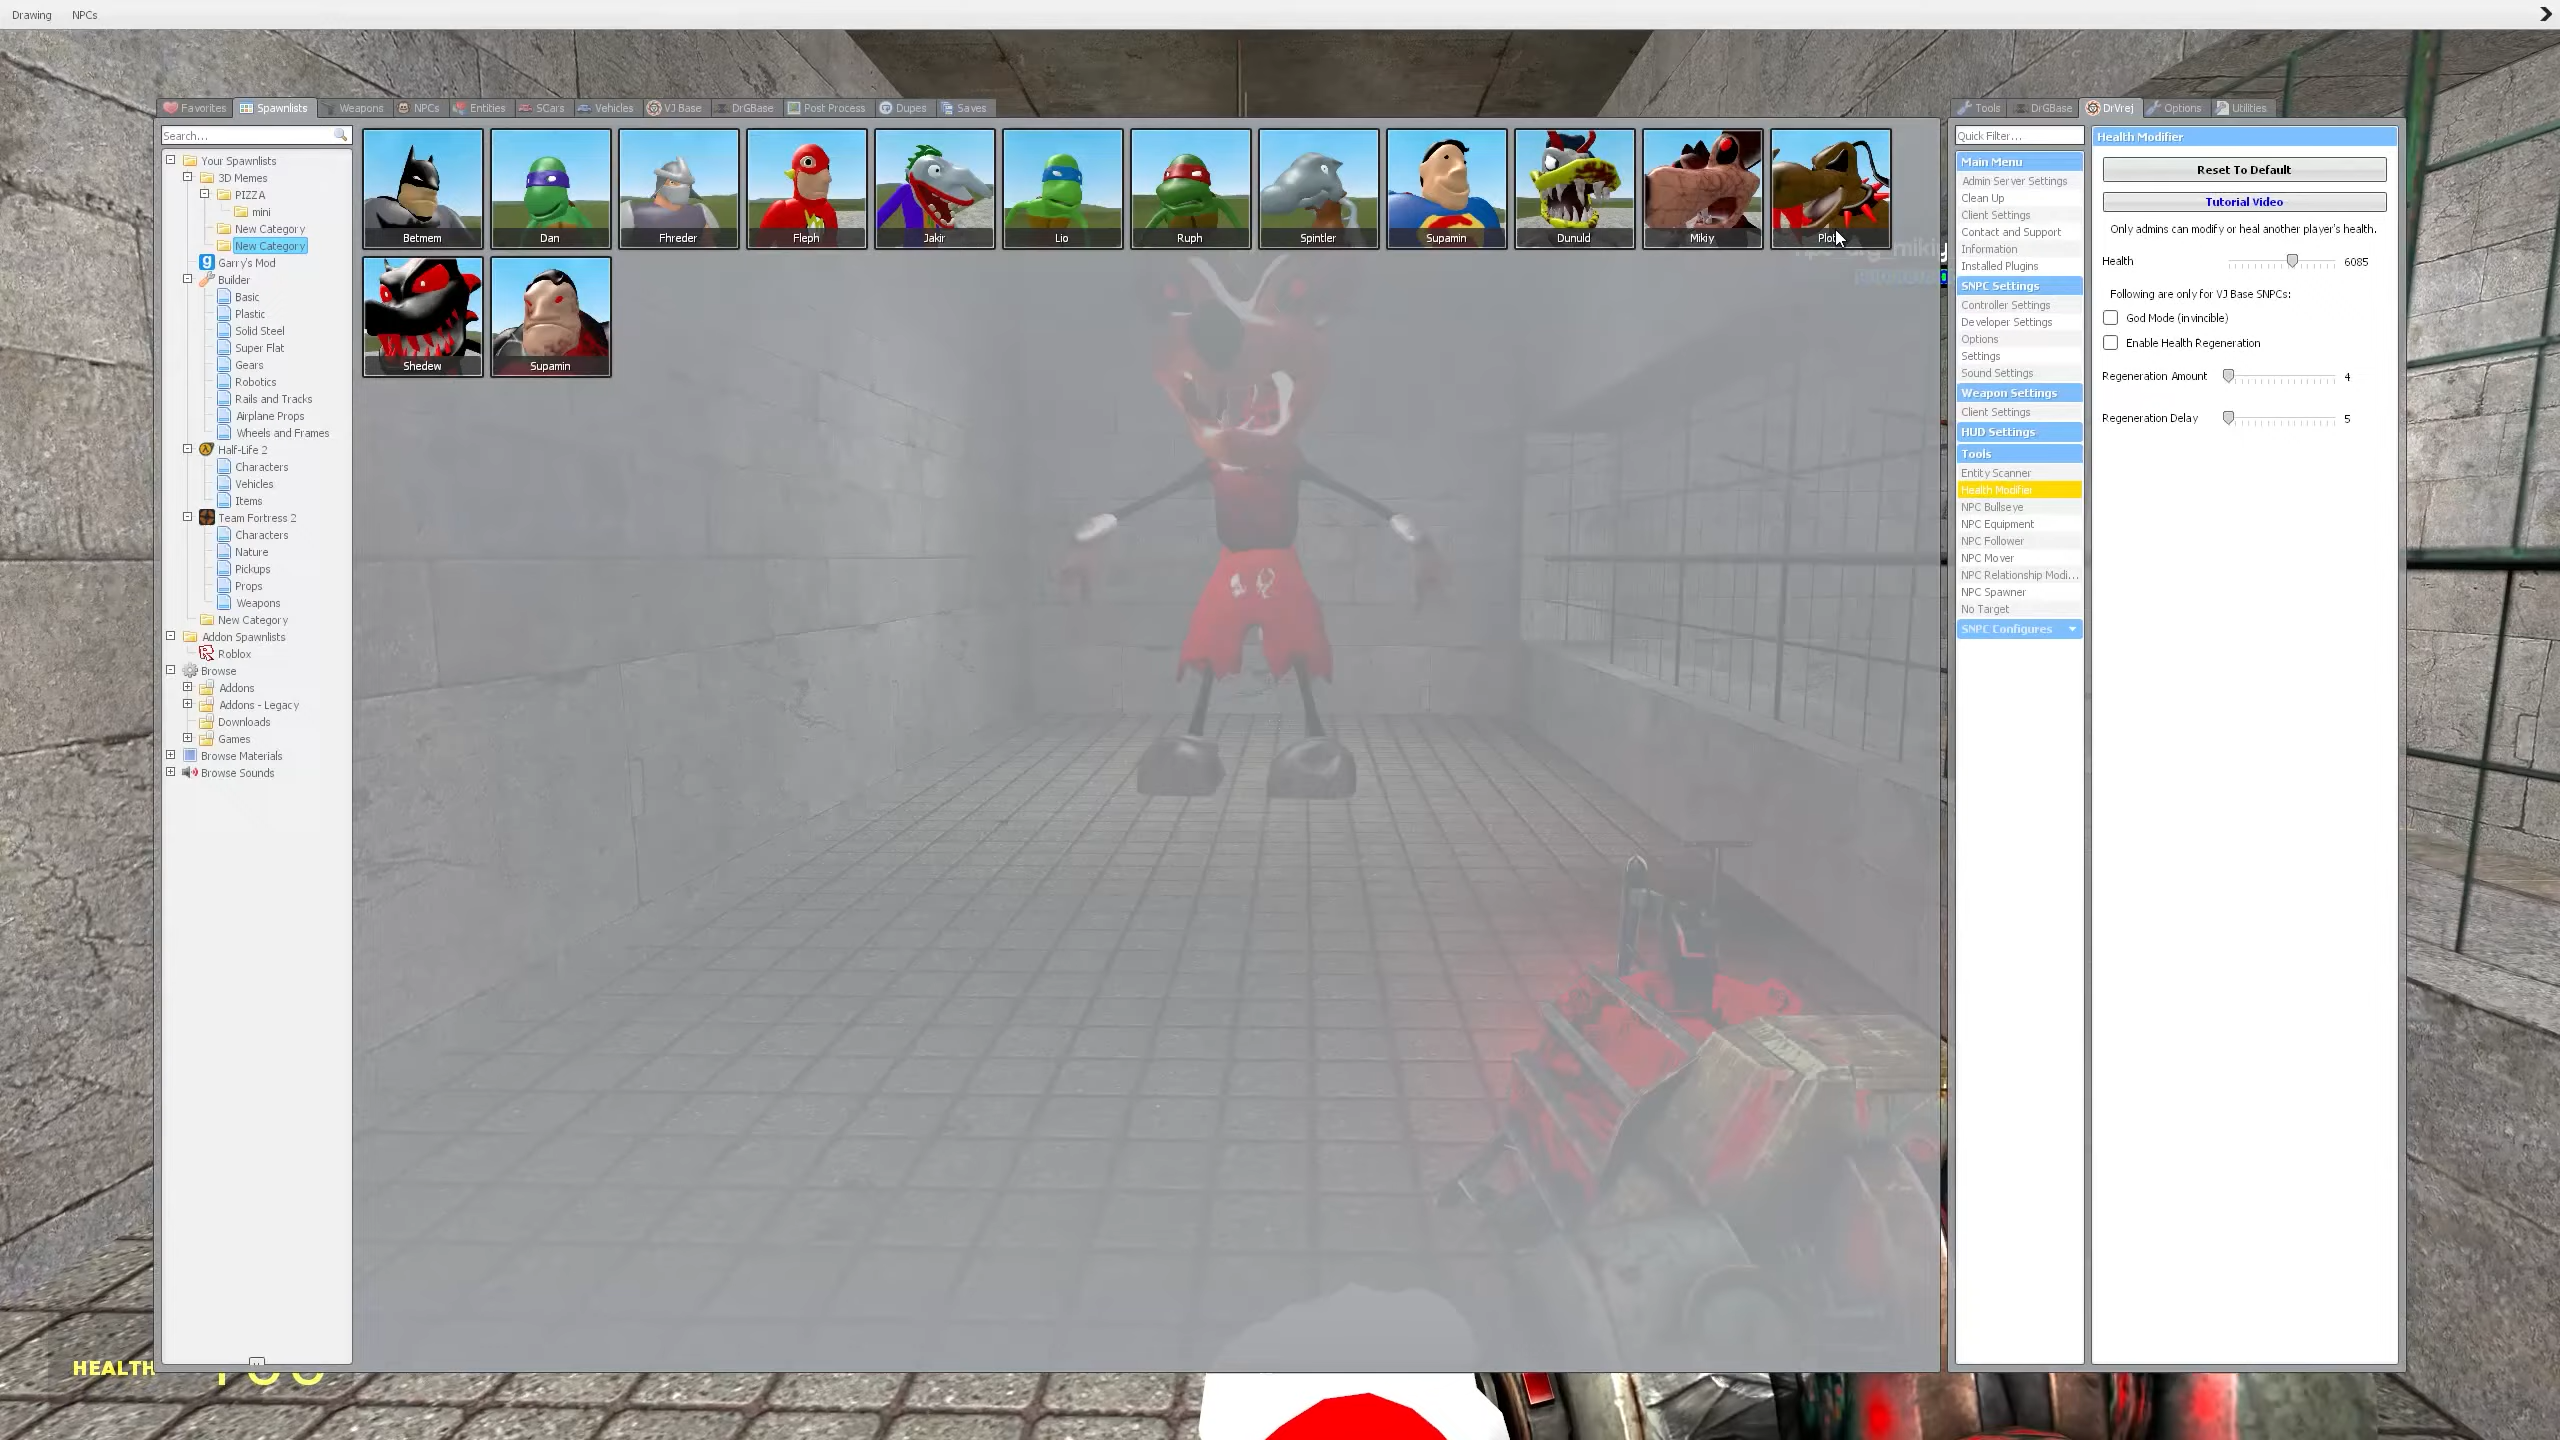 Drawing NPCs
Favorites Spawnlists Weapons NPCs Entities SCars Vehicles VJ Base DrGBase Post Process Dupes Saves
Search...
Your Spawnlists
3D Memes
PIZZA
mini
New Category
New Category
Garry's Mod
Builder
Basic
Plastic
Solid Steel
Super Flat
Gears
Robotics
Rails and Tracks
Airplane Props
Wheels and Frames
Half-Life 2
Characters
Vehicles
Items
Team Fortress 2
Characters
Nature
Pickups
Props
Weapons
New Category
Addon Spawnlists
Roblox
Browse
Addons
Addons - Legacy
Downloads
Games
Browse Materials
Browse Sounds
Betmem Dan Fhreder Fleph Jakir Lio Ruph Spintler Supamin Dunuld Mikiy
Shedew Supamin
Tools DrGBase DrVrej Options Utilities
Quick Filter...
Main Menu
Admin Server Settings
Clean Up
Client Settings
Contact and Support
Information
Installed Plugins
SNPC Settings
Controller Settings
Developer Settings
Options
Settings
Sound Settings
Weapon Settings
Client Settings
HUD Settings
Tools
Entity Scanner
Health Modifier
NPC Bullseye
NPC Equipment
NPC Follower
NPC Mover
NPC Relationship Modi...
NPC Spawner
No Target
SNPC Configures
Health Modifier
Reset To Default
Tutorial Video
Only admins can modify or heal another player's health.
Health 6085
Following are only for VJ Base SNPCs:
God Mode (invincible)
Enable Health Regeneration
Regeneration Amount 4
Regeneration Delay 5
HEALTH